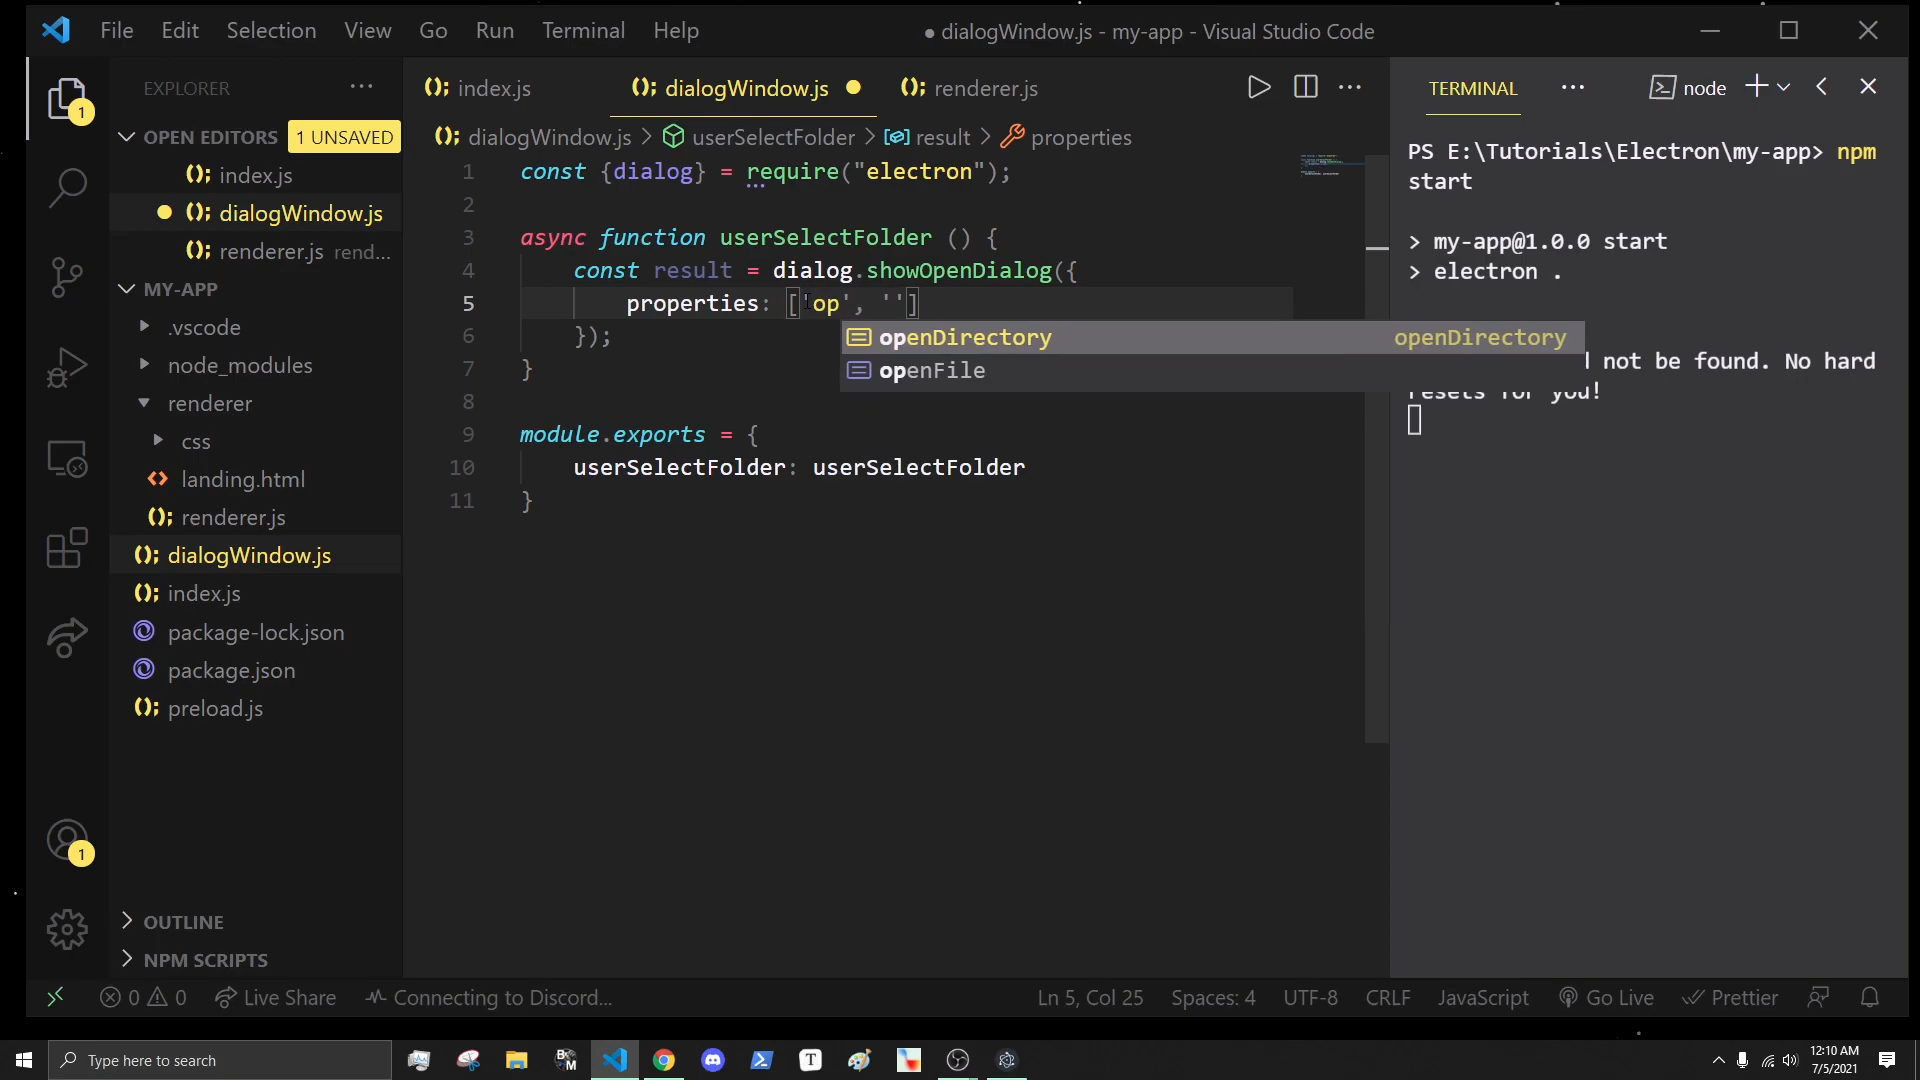 File Edit Selection View Go Run Terminal Help
● dialogWindow.js - my-app - Visual Studio Code
EXPLORER
1
OPEN EDITORS 1 UNSAVED
index.js
dialogWindow.js
renderer.js rend...
MY-APP
.vscode
node_modules
renderer
css
landing.html
renderer.js
dialogWindow.js
index.js
package-lock.json
package.json
preload.js
1
OUTLINE
NPM SCRIPTS
index.js dialogWindow.js renderer.js
dialogWindow.js > userSelectFolder > result > properties
1 const {dialog} = require("electron");
2
3 async function userSelectFolder () {
4 const result = dialog.showOpenDialog({
5 properties: ['op', '']
6 });
openDirectory openDirectory
7 }
openFile
8
9 module.exports = {
10 userSelectFolder: userSelectFolder
11 }
TERMINAL node
PS E:\Tutorials\Electron\my-app> npm
start
> my-app@1.0.0 start
> electron .
not be found. No hard
resets for you!
0 0 Live Share Connecting to Discord... Ln 5, Col 25 Spaces: 4 UTF-8 CRLF JavaScript Go Live Prettier
Type here to search
T
12:10 AM
7/5/2021